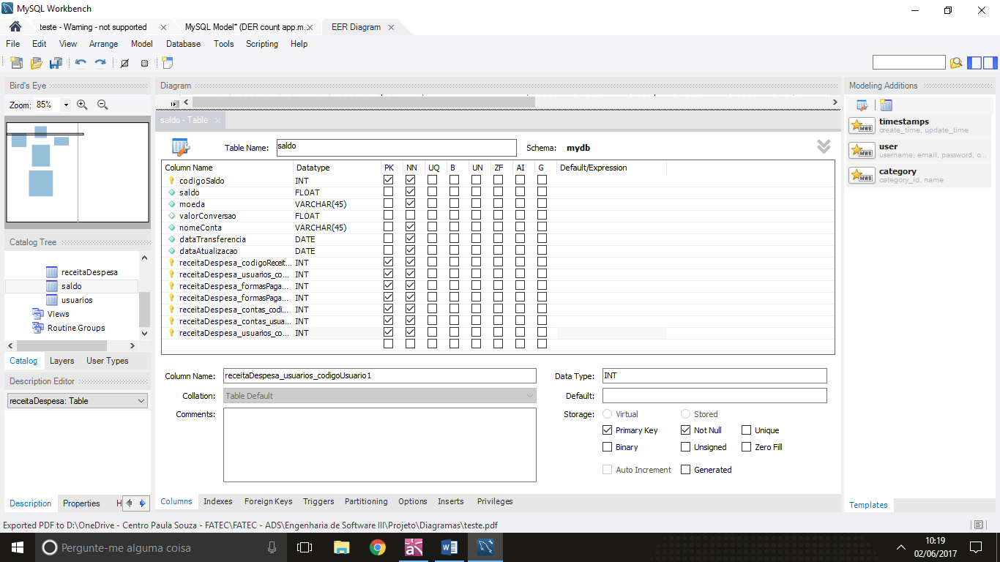 MySQL Workbench
teste - Warning - not supported
MySQL Model* (DER count app.m...
EER Diagram
File Edit View Arrange Model Database Tools Scripting Help
Bird's Eye
Zoom: 85%
Catalog Tree
receitaDespesa
saldo
usuarios
Views
Routine Groups
Catalog Layers User Types
Description Editor
receitaDespesa: Table
Description Properties H
Diagram
saldo - Table
Table Name: saldo Schema: mydb
Column Name Datatype PK NN UQ B UN ZF AI G Default/Expression
codigoSaldo INT
saldo FLOAT
moeda VARCHAR(45)
valorConversao FLOAT
nomeConta VARCHAR(45)
dataTransferencia DATE
dataAtualizacao DATE
receitaDespesa_codigoReceit... INT
receitaDespesa_usuarios_co... INT
receitaDespesa_formasPaga... INT
receitaDespesa_formasPaga... INT
receitaDespesa_contas_codi... INT
receitaDespesa_contas_usua... INT
receitaDespesa_usuarios_co... INT
Column Name: receitaDespesa_usuarios_codigoUsuario1 Data Type: INT
Collation: Table Default Default:
Comments: Storage: Virtual Stored
Primary Key Not Null Unique
Binary Unsigned Zero Fill
Auto Increment Generated
Columns Indexes Foreign Keys Triggers Partitioning Options Inserts Privileges
Modeling Additions
MWB
timestamps
create_time, update_time
MWB
user
username, email, password, c...
MWB
category
category_id, name
Templates
Exported PDF to D:\OneDrive - Centro Paula Souza - FATEC\FATEC - ADS\Engenharia de Software III\Projeto\Diagramas\teste.pdf
Pergunte-me alguma coisa
10:19
02/06/2017